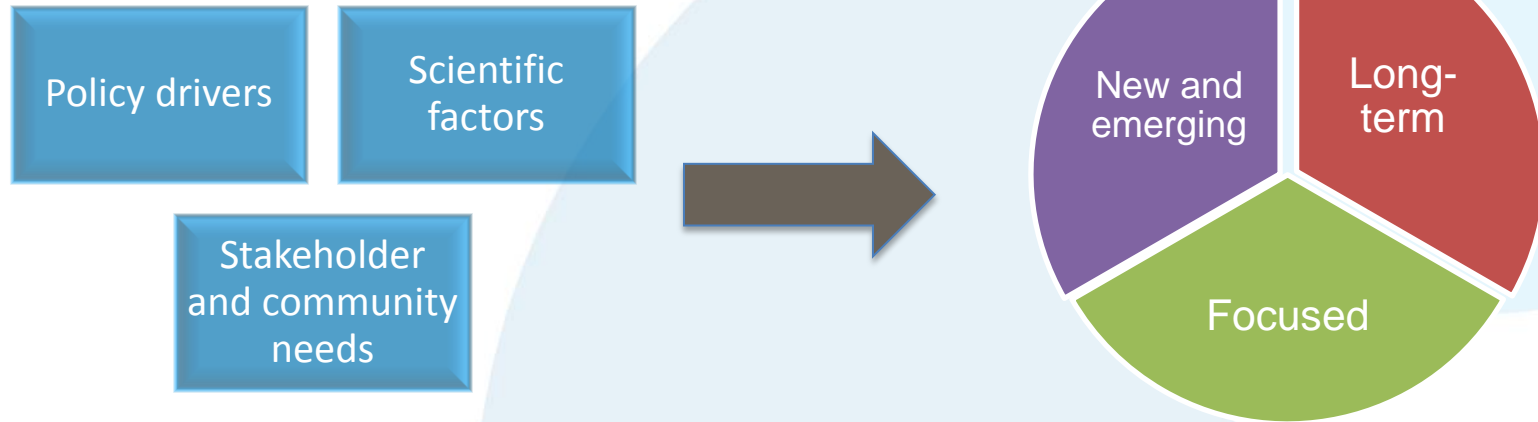 Policy drivers
Scientific
factors
Stakeholder
and community
needs
New and
emerging
Long-
term
Focused